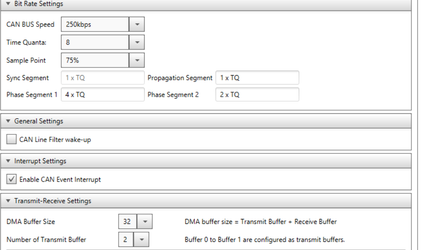 Bit Rate Settings
CAN BUS Speed 250kbps
Time Quanta: 8
Sample Point 75%
Sync Segment 1 x TQ Propagation Segment 1 x TQ
Phase Segment 1 4 x TQ Phase Segment 2 2 x TQ
General Settings
CAN Line Filter wake-up
Interrupt Settings
Enable CAN Event Interrupt
Transmit-Receive Settings
DMA Buffer Size 32 DMA buffer size = Transmit Buffer + Receive Buffer
Number of Transmit Buffer 2 Buffer 0 to Buffer 1 are configured as transmit buffers.